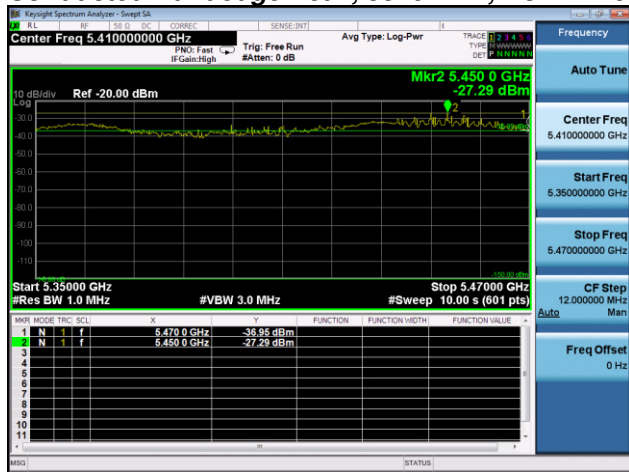 Keysight Spectrum Analyzer - Swept SA
RL RF 50 Ω DC CORREC SENSE:INT
Center Freq 5.410000000 GHz
PNO: Fast
IFGain:High
Trig: Free Run
#Atten: 0 dB
Avg Type: Log-Pwr
TRACE 1 2 3 4 5 6
TYPE M WWWWW
DET P N N N N N
Mkr2 5.450 0 GHz
-27.29 dBm
10 dB/div Ref -20.00 dBm
Log
2
1
-30.0
-40.0
-50.0
-60.0
-70.0
-80.0
-90.0
-100
-110
-150.00 dBm
Start 5.35000 GHz
Stop 5.47000 GHz
#Res BW 1.0 MHz
#VBW 3.0 MHz
#Sweep 10.00 s (601 pts)
MKR MODE TRC SCL X Y FUNCTION FUNCTION WIDTH FUNCTION VALUE
1 N 1 f 5.470 0 GHz -36.95 dBm
2 N 1 f 5.450 0 GHz -27.29 dBm
3
4
5
6
7
8
9
10
11
MSG
STATUS
Frequency
Auto Tune
Center Freq
5.410000000 GHz
Start Freq
5.350000000 GHz
Stop Freq
5.470000000 GHz
CF Step
12.000000 MHz
Auto Man
Freq Offset
0 Hz